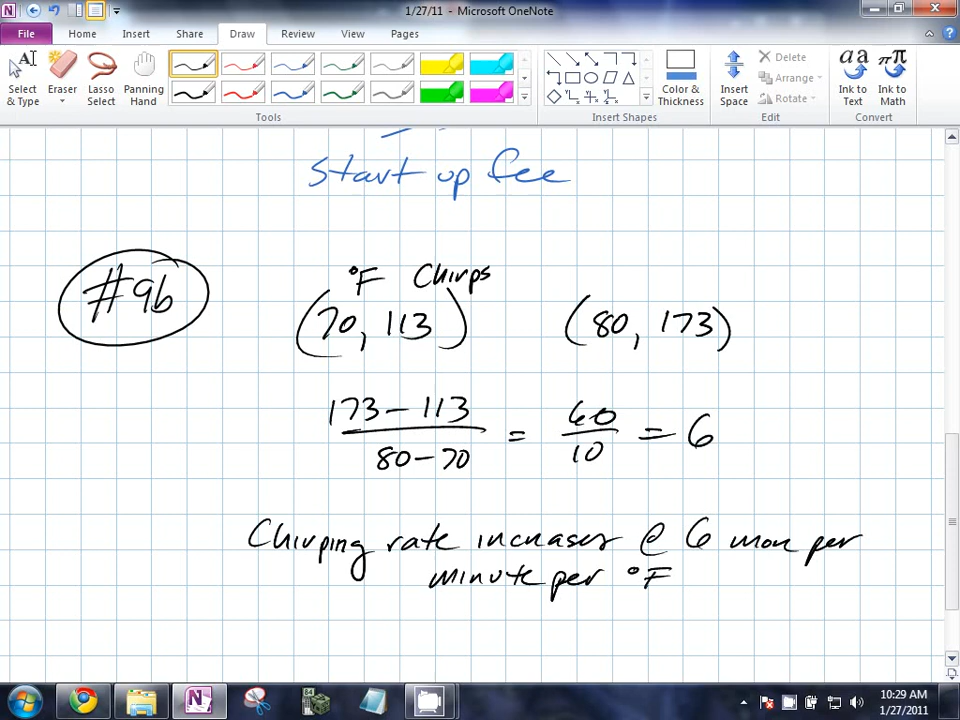 1/27/11 - Microsoft OneNote
File Home Insert Share Draw Review View Pages
Select & Type Eraser Lasso Select Panning Hand
Color & Thickness
Insert Space
Delete
Arrange
Rotate
Ink to Text Ink to Math
Tools Insert Shapes Edit Convert
Start up fee
#9b
°F Chirps
(70, 113) (80, 173)
173 - 113 / 80 - 70 = 60 / 10 = 6
Chirping rate increases @ 6 more per
minute per °F
10:29 AM
1/27/2011